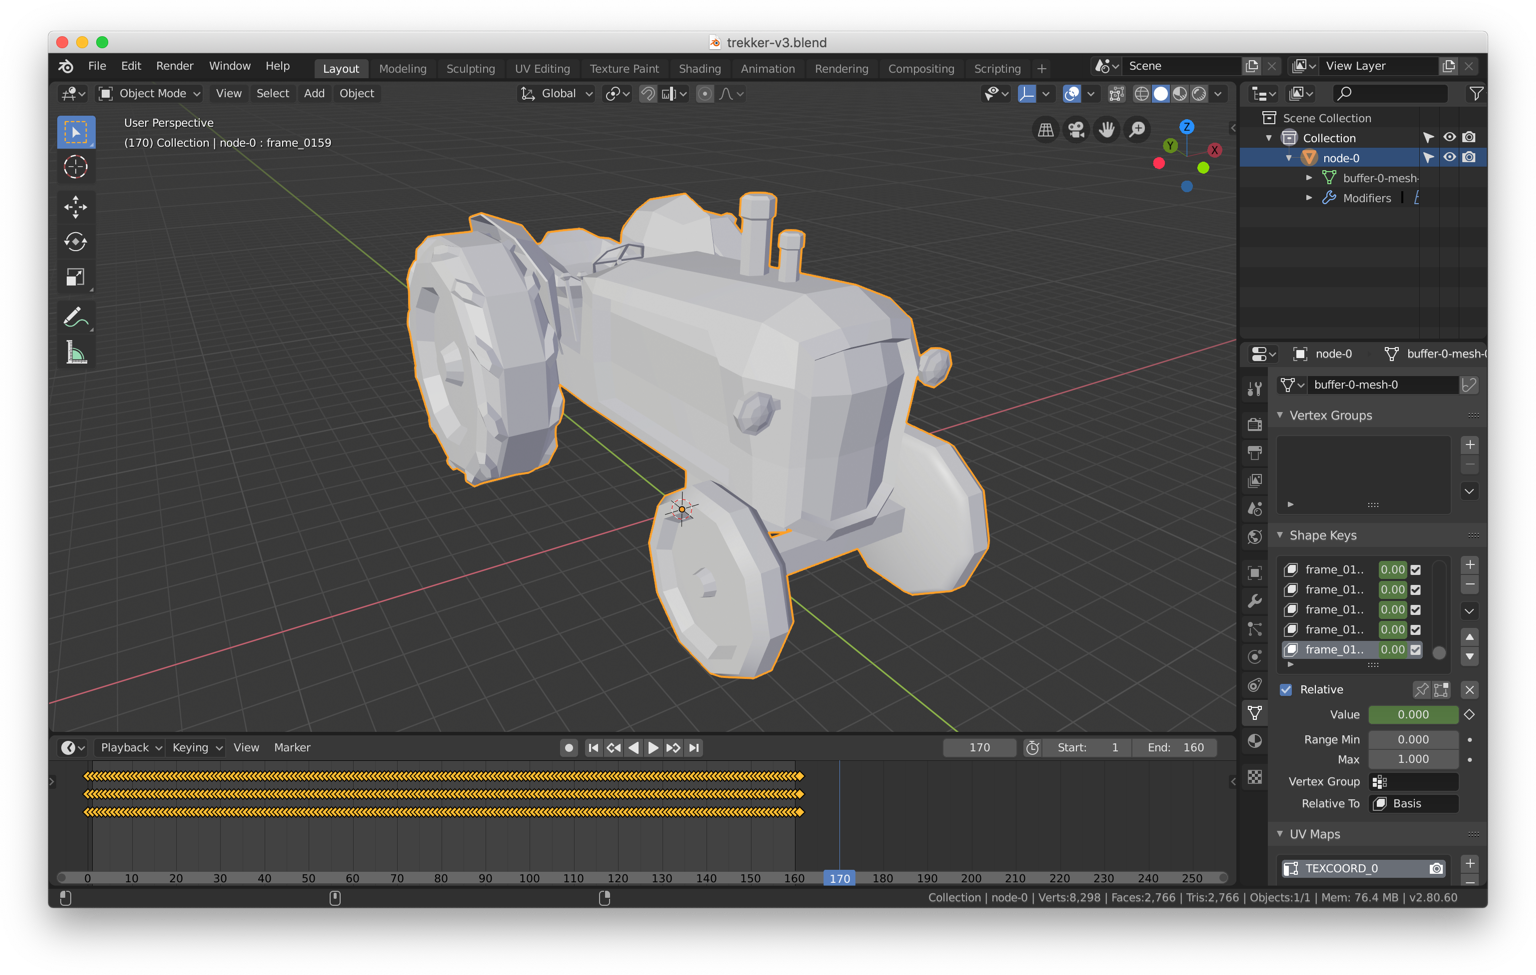 trekker-v3.blend
File Edit Render Window Help Layout Modeling Sculpting UV Editing Texture Paint Shading Animation Rendering Compositing Scripting + Scene View Layer
Object Mode View Select Add Object Global
User Perspective
(170) Collection | node-0 : frame_0159
Z
Y
X
Scene Collection
Collection
node-0
buffer-0-mesh-
Modifiers
node-0 buffer-0-mesh-0
buffer-0-mesh-0
Vertex Groups
Shape Keys
frame_01.. 0.00
frame_01.. 0.00
frame_01.. 0.00
frame_01.. 0.00
frame_01.. 0.00
Relative
Value 0.000
Range Min 0.000
Max 1.000
Vertex Group
Relative To Basis
UV Maps
TEXCOORD_0
Playback Keying View Marker 170 Start: 1 End: 160
0 10 20 30 40 50 60 70 80 90 100 110 120 130 140 150 160 170 180 190 200 210 220 230 240 250
Collection | node-0 | Verts:8,298 | Faces:2,766 | Tris:2,766 | Objects:1/1 | Mem: 76.4 MB | v2.80.60